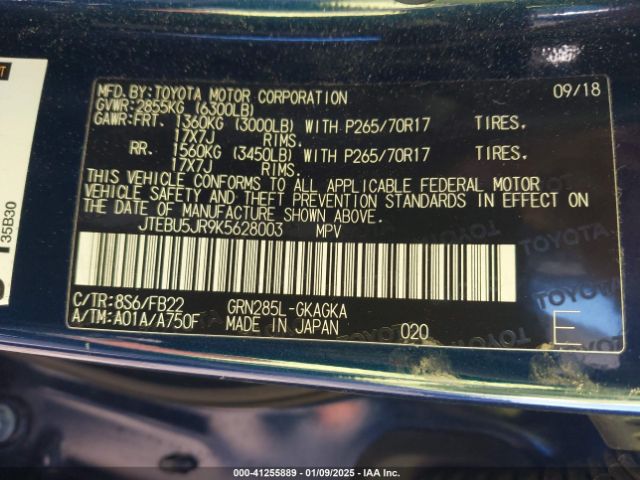 MFD.BY:TOYOTA MOTOR CORPORATION 09/18
GVWR:2855KG (6300LB)
GAWR:FRT. 1360KG (3000LB) WITH P265/70R17 TIRES.
17X7J RIMS.
RR. 1560KG (3450LB) WITH P265/70R17 TIRES.
17X7J RIMS.
THIS VEHICLE CONFORMS TO ALL APPLICABLE FEDERAL MOTOR
VEHICLE SAFETY AND THEFT PREVENTION STANDARDS IN EFFECT ON
THE DATE OF MANUFACTURE SHOWN ABOVE.
JTEBU5JR9K5628003 MPV
C/TR:8S6/FB22 GRN285L-GKAGKA
A/TM:A01A/A750F MADE IN JAPAN 020 E
35B30
000-41255889 | 01/09/2025 | IAA Inc.